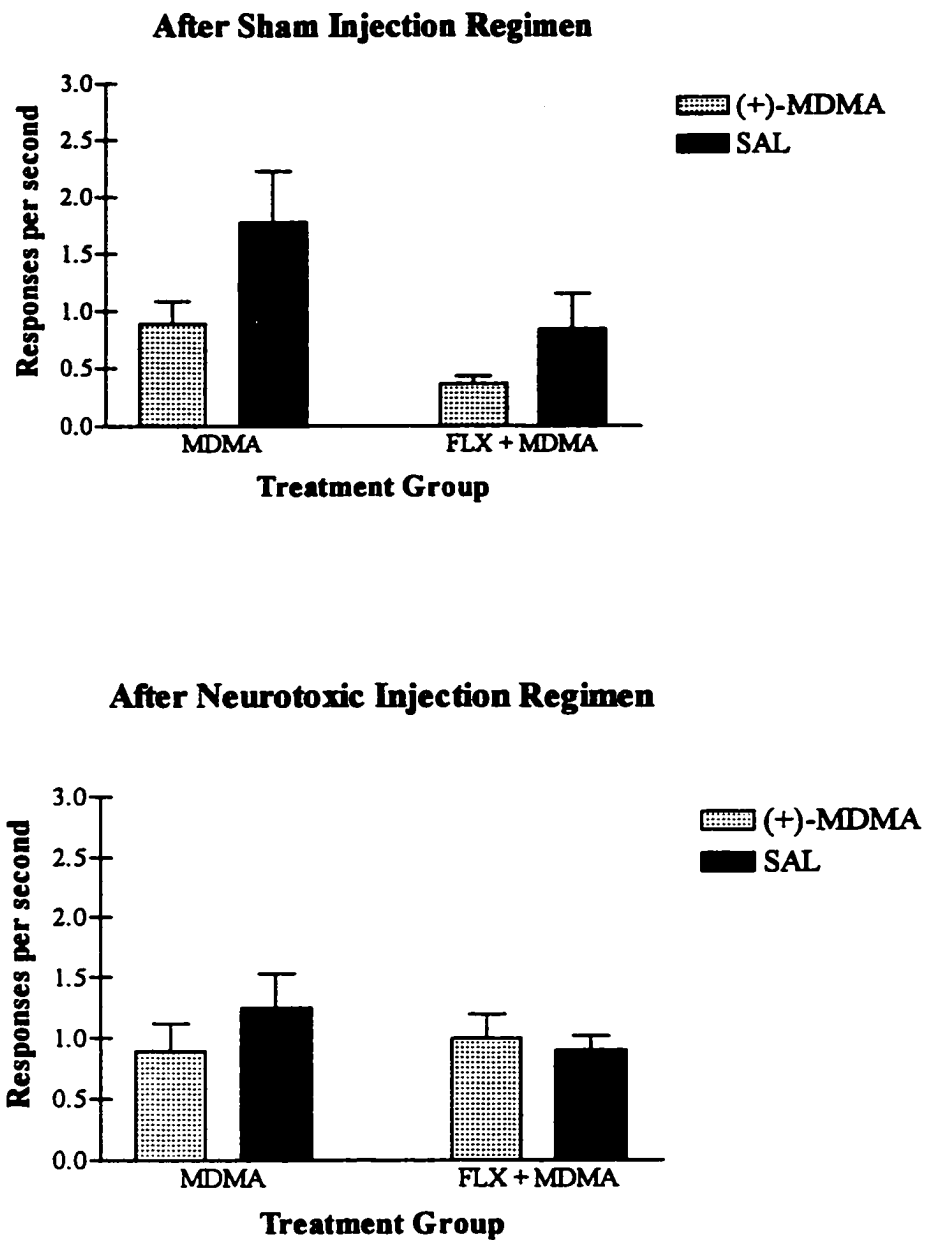 After Sham Injection Regimen
3.0
2.5
2.0
1.5
1.0
0.5
0.0
Responses per second
(+)-MDMA
SAL
MDMA
FLX + MDMA
Treatment Group
After Neurotoxic Injection Regimen
3.0
2.5
2.0
1.5
1.0
0.5
0.0
Responses per second
(+)-MDMA
SAL
MDMA
FLX + MDMA
Treatment Group